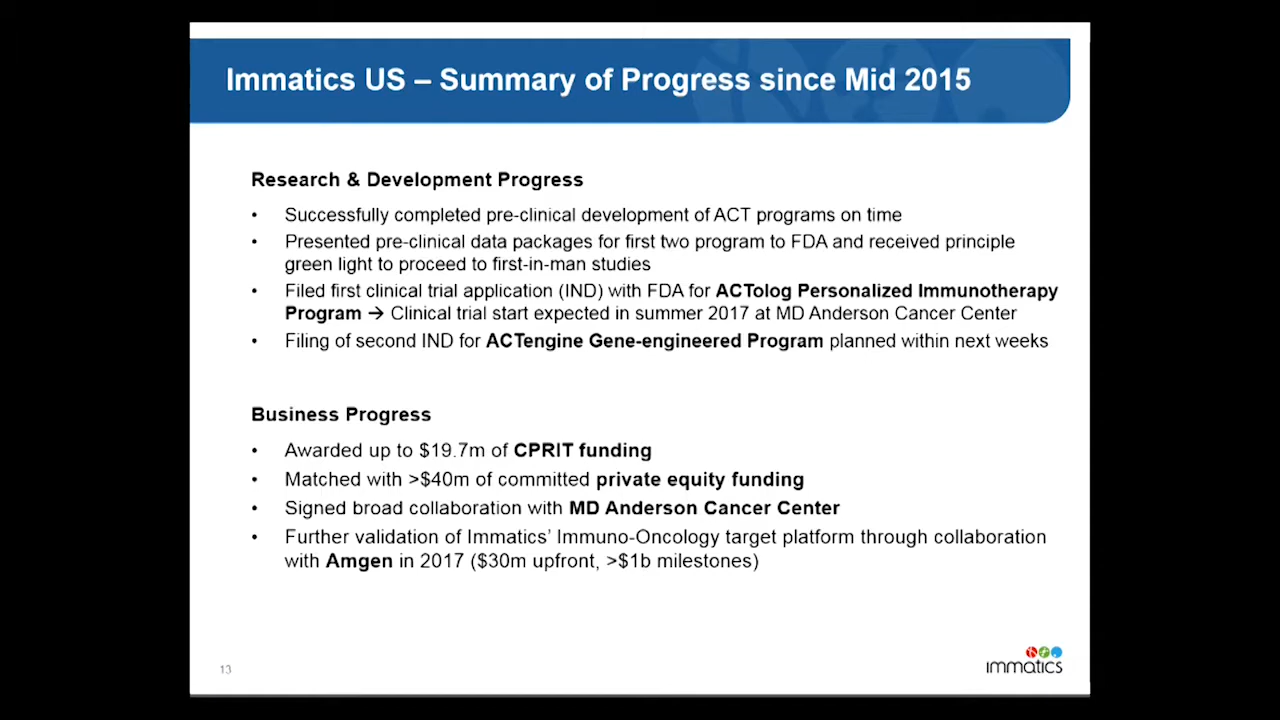 Immatics US – Summary of Progress since Mid 2015
Research & Development Progress
• Successfully completed pre-clinical development of ACT programs on time
• Presented pre-clinical data packages for first two program to FDA and received principle
green light to proceed to first-in-man studies
• Filed first clinical trial application (IND) with FDA for ACTolog Personalized Immunotherapy
Program → Clinical trial start expected in summer 2017 at MD Anderson Cancer Center
• Filing of second IND for ACTengine Gene-engineered Program planned within next weeks
Business Progress
• Awarded up to $19.7m of CPRIT funding
• Matched with >$40m of committed private equity funding
• Signed broad collaboration with MD Anderson Cancer Center
• Further validation of Immatics’ Immuno-Oncology target platform through collaboration
with Amgen in 2017 ($30m upfront, >$1b milestones)
13
immatics